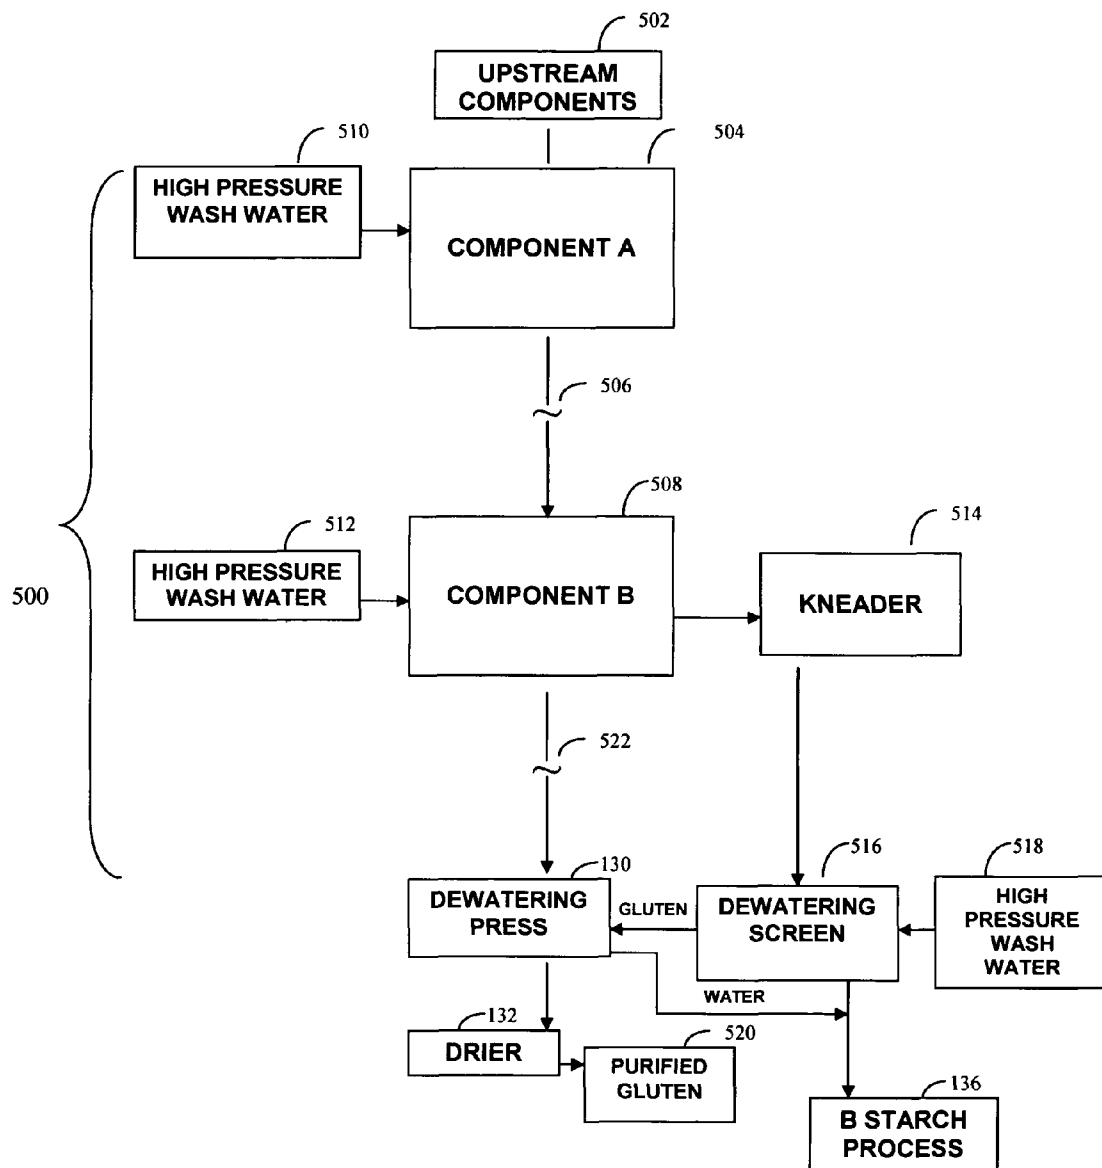 502
UPSTREAM
COMPONENTS
510
504
HIGH PRESSURE
WASH WATER
COMPONENT A
506
508
512
514
HIGH PRESSURE
WASH WATER
COMPONENT B
KNEADER
500
522
130
516
518
DEWATERING
PRESS
GLUTEN
DEWATERING
SCREEN
HIGH
PRESSURE
WASH
WATER
WATER
132
520
DRIER
PURIFIED
GLUTEN
136
B STARCH
PROCESS